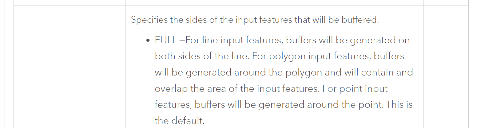 Specifies the sides of the input features that will be buffered.
• FULL —For line input features, buffers will be generated on
both sides of the line. For polygon input features, buffers
will be generated around the polygon and will contain and
overlap the area of the input features. For point input
features, buffers will be generated around the point. This is
the default.